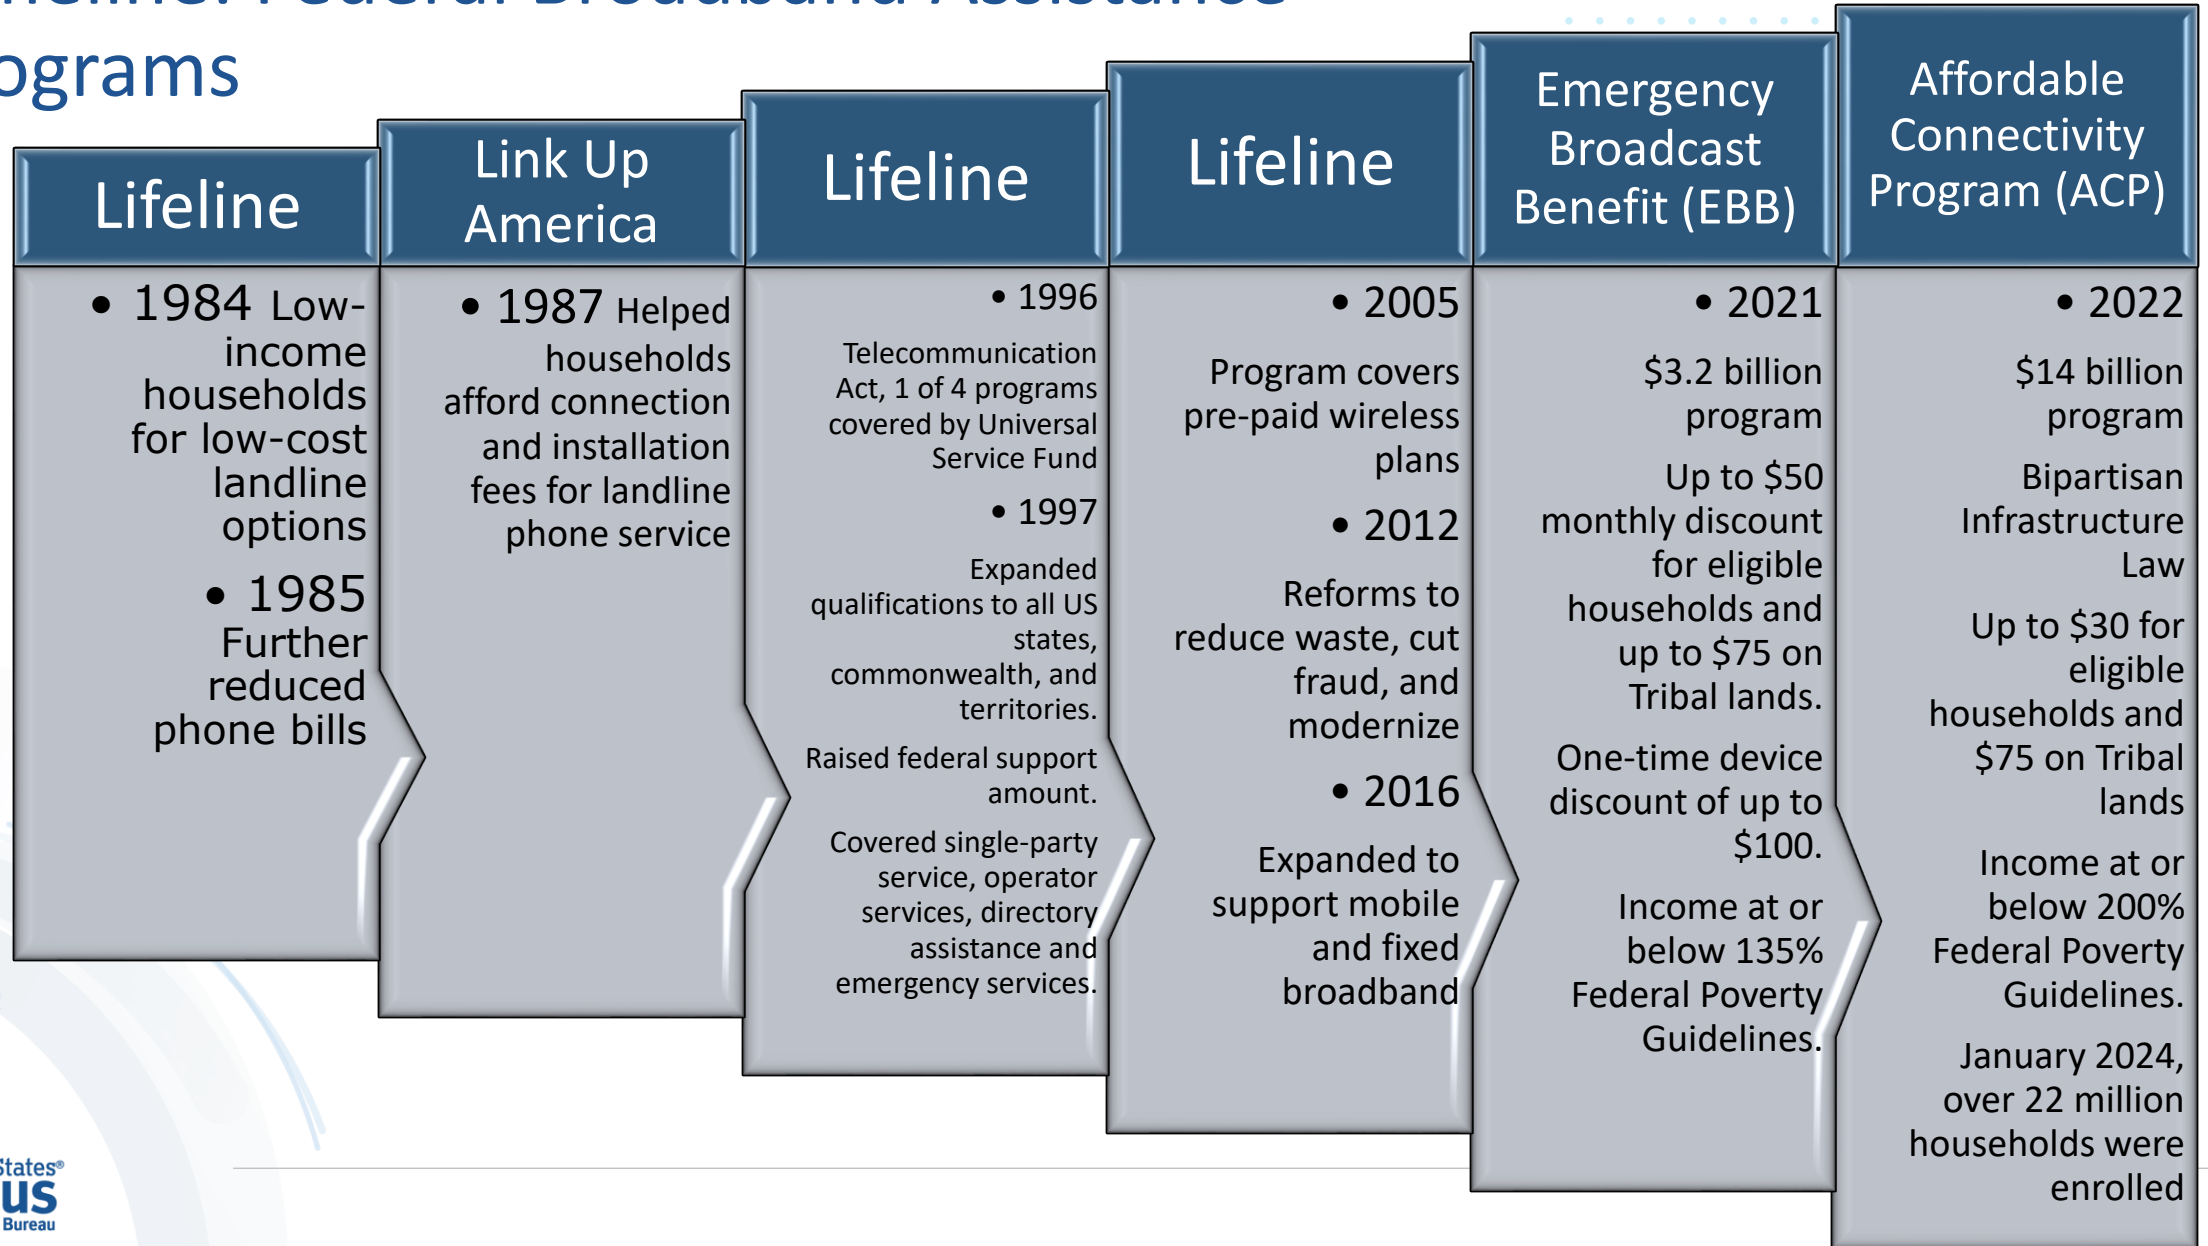 neline: Federal Broadband Assistance
ograms
Lifeline
• 1984 Low-
income
households
for low-cost
landline
options
• 1985
Further
reduced
phone bills
Link Up
America
• 1987 Helped
households
afford connection
and installation
fees for landline
phone service
Lifeline
• 1996
Telecommunication
Act, 1 of 4 programs
covered by Universal
Service Fund
• 1997
Expanded
qualifications to all US
states,
commonwealth, and
territories.
Raised federal support
amount.
Covered single-party
service, operator
services, directory
assistance and
emergency services.
Lifeline
• 2005
Program covers
pre-paid wireless
plans
• 2012
Reforms to
reduce waste, cut
fraud, and
modernize
• 2016
Expanded to
support mobile
and fixed
broadband
Emergency
Broadcast
Benefit (EBB)
• 2021
$3.2 billion
program
Up to $50
monthly discount
for eligible
households and
up to $75 on
Tribal lands.
One-time device
discount of up to
$100.
Income at or
below 135%
Federal Poverty
Guidelines.
Affordable
Connectivity
Program (ACP)
• 2022
$14 billion
program
Bipartisan
Infrastructure
Law
Up to $30 for
eligible
households and
$75 on Tribal
lands
Income at or
below 200%
Federal Poverty
Guidelines.
January 2024,
over 22 million
households were
enrolled
States®
us
Bureau